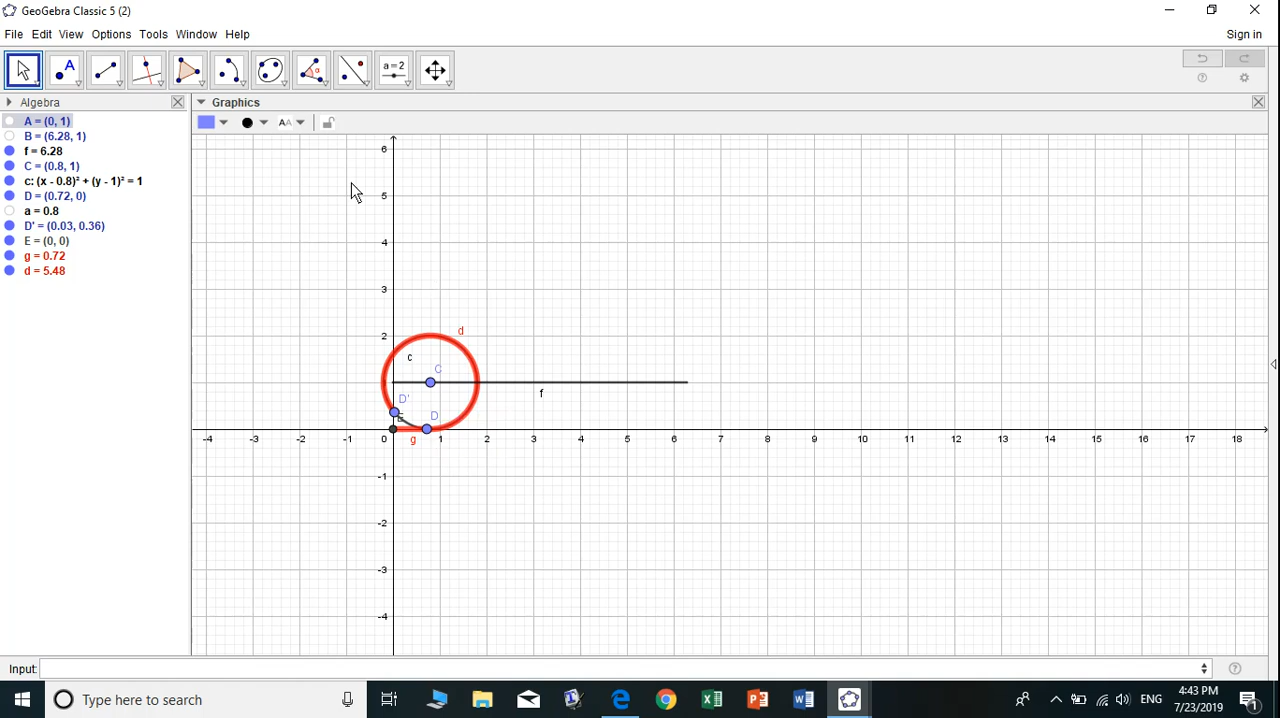 GeoGebra Classic 5 (2)
File Edit View Options Tools Window Help
Sign in
A
α
a = 2
Algebra
Graphics
AA
A = (0, 1)
B = (6.28, 1)
f = 6.28
C = (0.8, 1)
c: (x - 0.8)² + (y - 1)² = 1
D = (0.72, 0)
a = 0.8
D' = (0.03, 0.36)
E = (0, 0)
g = 0.72
d = 5.48
6
5
4
3
2
d
c
C
1
f
D'
E
D
-4 -3 -2 -1 0 1 2 3 4 5 6 7 8 9 10 11 12 13 14 15 16 17 18
g
-1
-2
-3
-4
Input:
Type here to search
ENG
4:43 PM
7/23/2019
1